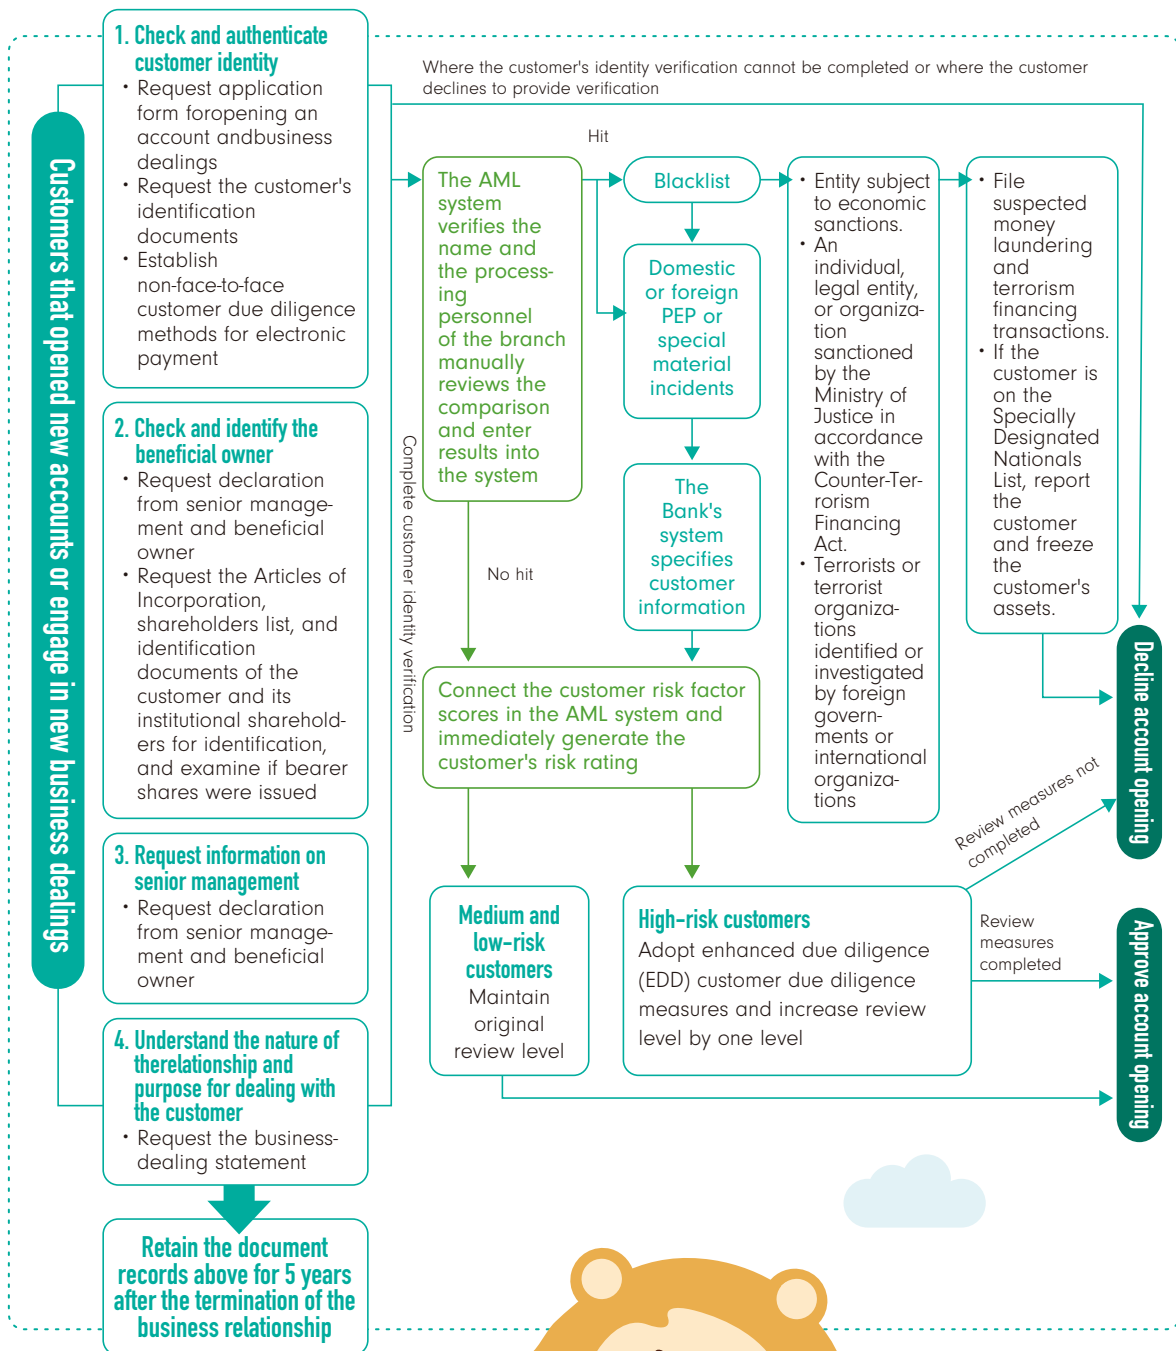 Customers that opened new accounts or engage in new business dealings
1. Check and authenticate
customer identity
• Request application
form foropening an
account andbusiness
dealings
• Request the customer's
identification
documents
• Establish
non-face-to-face
customer due diligence
methods for electronic
payment
2. Check and identify the
beneficial owner
• Request declaration
from senior manage-
ment and beneficial
owner
• Request the Articles of
Incorporation,
shareholders list, and
identification
documents of the
customer and its
institutional sharehold-
ers for identification,
and examine if bearer
shares were issued
3. Request information on
senior management
• Request declaration
from senior manage-
ment and beneficial
owner
4. Understand the nature of
therelationship and
purpose for dealing with
the customer
• Request the business-
dealing statement
Retain the document
records above for 5 years
after the termination of the
business relationship
Where the customer's identity verification cannot be completed or where the customer
declines to provide verification
Complete customer identity verification
The AML
system
verifies the
name and
the process-
ing
personnel
of the branch
manually
reviews the
comparison
and enter
results into
the system
Hit
No hit
Blacklist
Domestic
or foreign
PEP or
special
material
incidents
The
Bank's
system
specifies
customer
information
• Entity subject
to economic
sanctions.
• An
individual,
legal entity,
or organiza-
tion
sanctioned
by the
Ministry of
Justice in
accordance
with the
Counter-Ter-
rorism
Financing
Act.
• Terrorists or
terrorist
organiza-
tions
identified or
investigated
by foreign
govern-
ments or
international
organiza-
tions
• File
suspected
money
laundering
and
terrorism
financing
transactions.
• If the
customer is
on the
Specially
Designated
Nationals
List, report
the
customer
and freeze
the
customer's
assets.
Connect the customer risk factor
scores in the AML system and
immediately generate the
customer's risk rating
Medium and
low-risk
customers
Maintain
original
review level
High-risk customers
Adopt enhanced due diligence
(EDD) customer due diligence
measures and increase review
level by one level
Review measures not
completed
Review
measures
completed
Decline account opening
Approve account opening